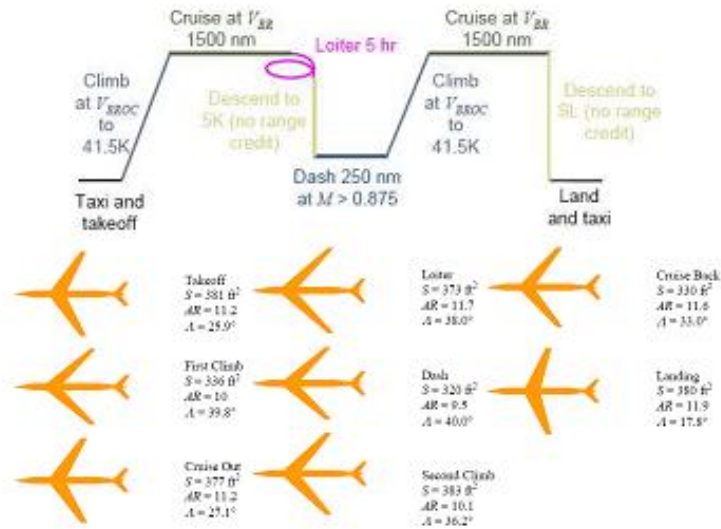 Cruise at V_BR
1500 nm
Loiter 5 hr
Cruise at V_BR
1500 nm
Climb
at V_BROC
to
41.5K
Descend to
5K (no range
credit)
Climb
at V_BROC
to
41.5K
Descend to
SL (no range
credit)
Taxi and
takeoff
Dash 250 nm
at M > 0.875
Land
and taxi
Takeoff
S = 381 ft²
AR = 11.2
Λ = 25.9°
Loiter
S = 373 ft²
AR = 11.7
Λ = 38.0°
Cruise Back
S = 330 ft²
AR = 11.6
Λ = 33.0°
First Climb
S = 336 ft²
AR = 10
Λ = 39.8°
Dash
S = 320 ft²
AR = 9.5
Λ = 40.0°
Landing
S = 380 ft²
AR = 11.9
Λ = 17.8°
Cruise Out
S = 377 ft²
AR = 11.2
Λ = 27.1°
Second Climb
S = 383 ft²
AR = 10.1
Λ = 36.2°